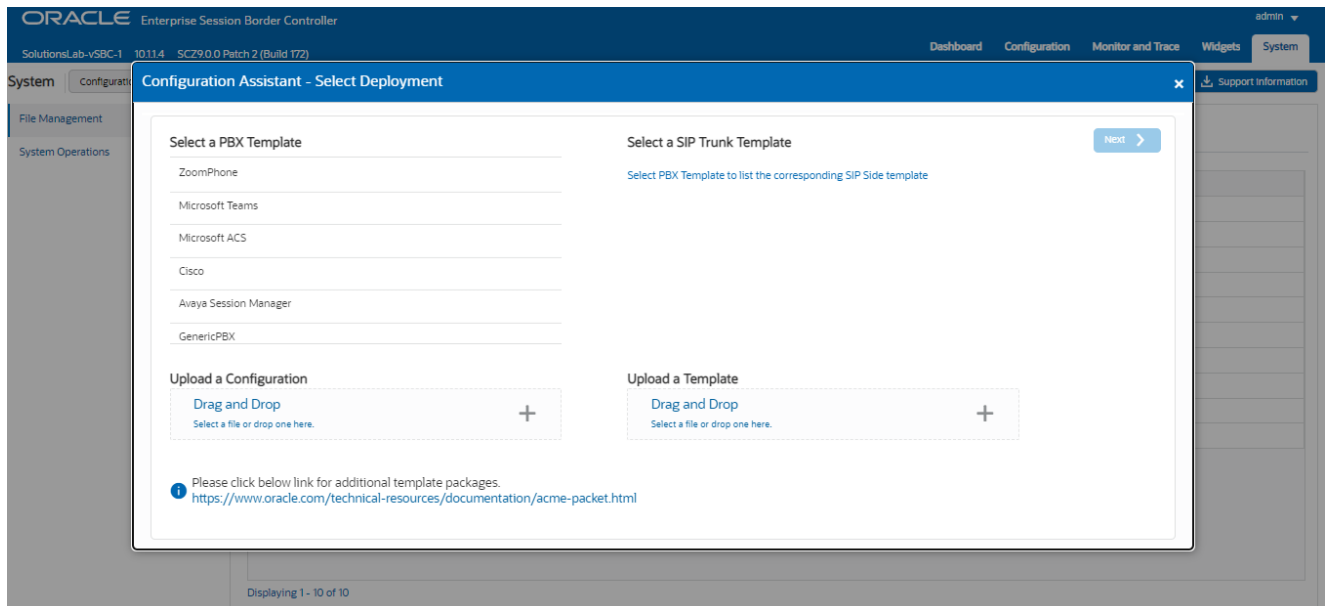 ORACLE Enterprise Session Border Controller
admin
SolutionsLab-vSBC-1 10.1.1.4 SCZ9.0.0 Patch 2 (Build 172)
Dashboard Configuration Monitor and Trace Widgets System
System Configuratio
Support Information
Configuration Assistant - Select Deployment
File Management
System Operations
Select a PBX Template
ZoomPhone
Microsoft Teams
Microsoft ACS
Cisco
Avaya Session Manager
GenericPBX
Select a SIP Trunk Template
Select PBX Template to list the corresponding SIP Side template
Next
Upload a Configuration
Drag and Drop
Select a file or drop one here.
Upload a Template
Drag and Drop
Select a file or drop one here.
Please click below link for additional template packages.
https://www.oracle.com/technical-resources/documentation/acme-packet.html
Displaying 1 - 10 of 10